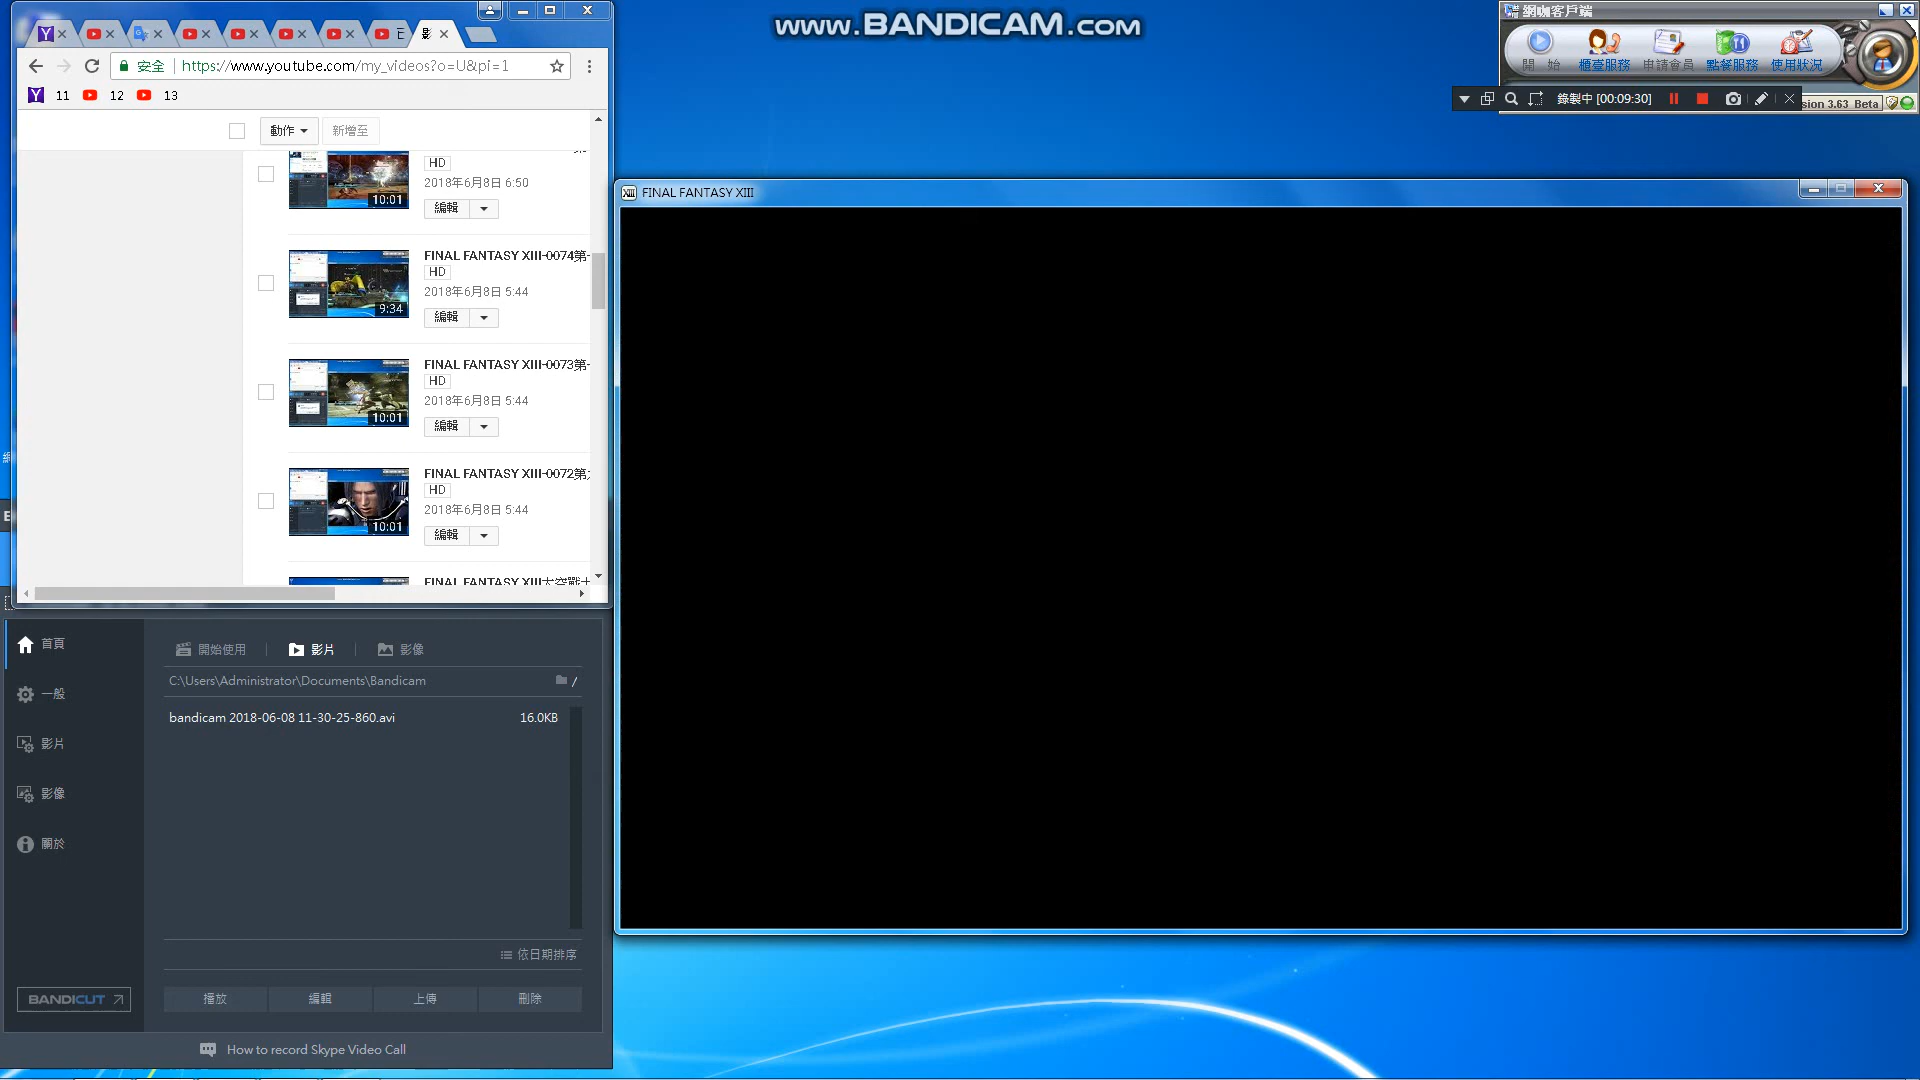 www.BANDICAM.com
網咖客戶端
開 始 櫃臺服務 申請會員 點餐服務 使用狀況
錄製中 [00:09:30]
sion 3.63 Beta
安全 https://www.youtube.com/my_videos?o=U&pi=1
11 12 13
動作 新增至
HD
2018年6月8日 6:50
10:01
編輯
FINAL FANTASY XIII-0074第
HD
2018年6月8日 5:44
9:34
編輯
FINAL FANTASY XIII-0073第
HD
2018年6月8日 5:44
10:01
編輯
FINAL FANTASY XIII-0072第
HD
2018年6月8日 5:44
10:01
編輯
FINAL FANTASY XIII太空戰士
FINAL FANTASY XIII
首頁
一般
影片
影像
關於
開始使用 影片 影像
C:\Users\Administrator\Documents\Bandicam
bandicam 2018-06-08 11-30-25-860.avi 16.0KB
依日期排序
播放 編輯 上傳 刪除
BANDICUT
How to record Skype Video Call